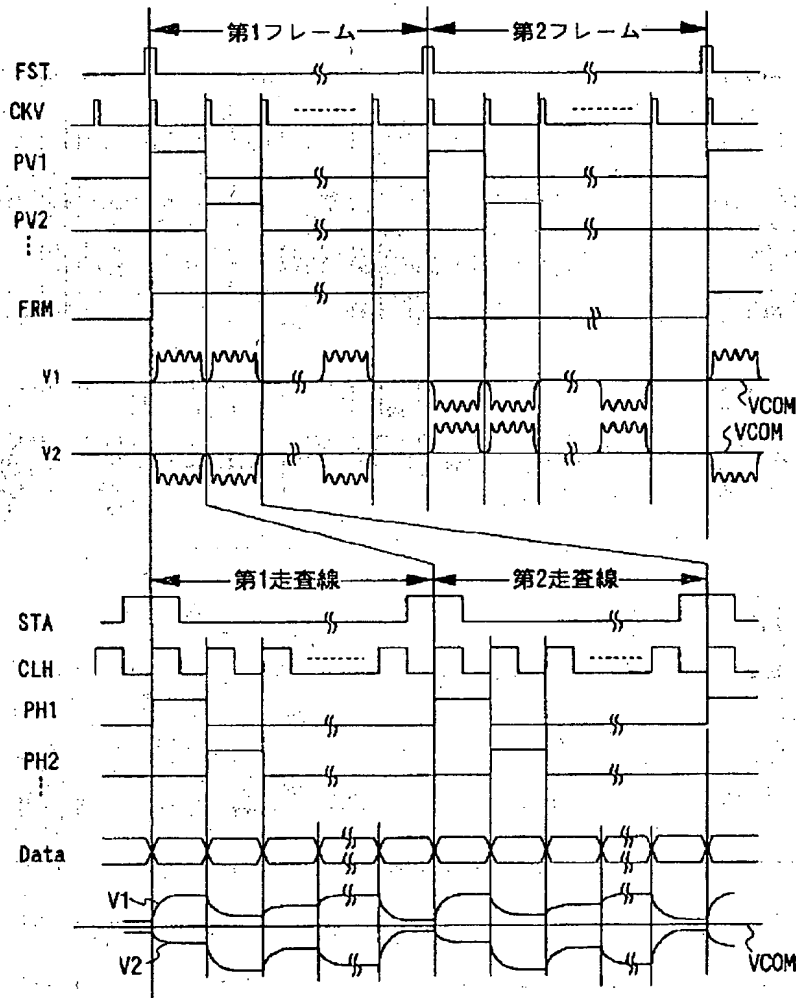 第1フレーム 第2フレーム
FST
CKV
PV1
PV2
FRM
V1
VCOM
VCOM
V2
第1走査線 第2走査線
STA
CLH
PH1
PH2
Data
V1
V2
VCOM